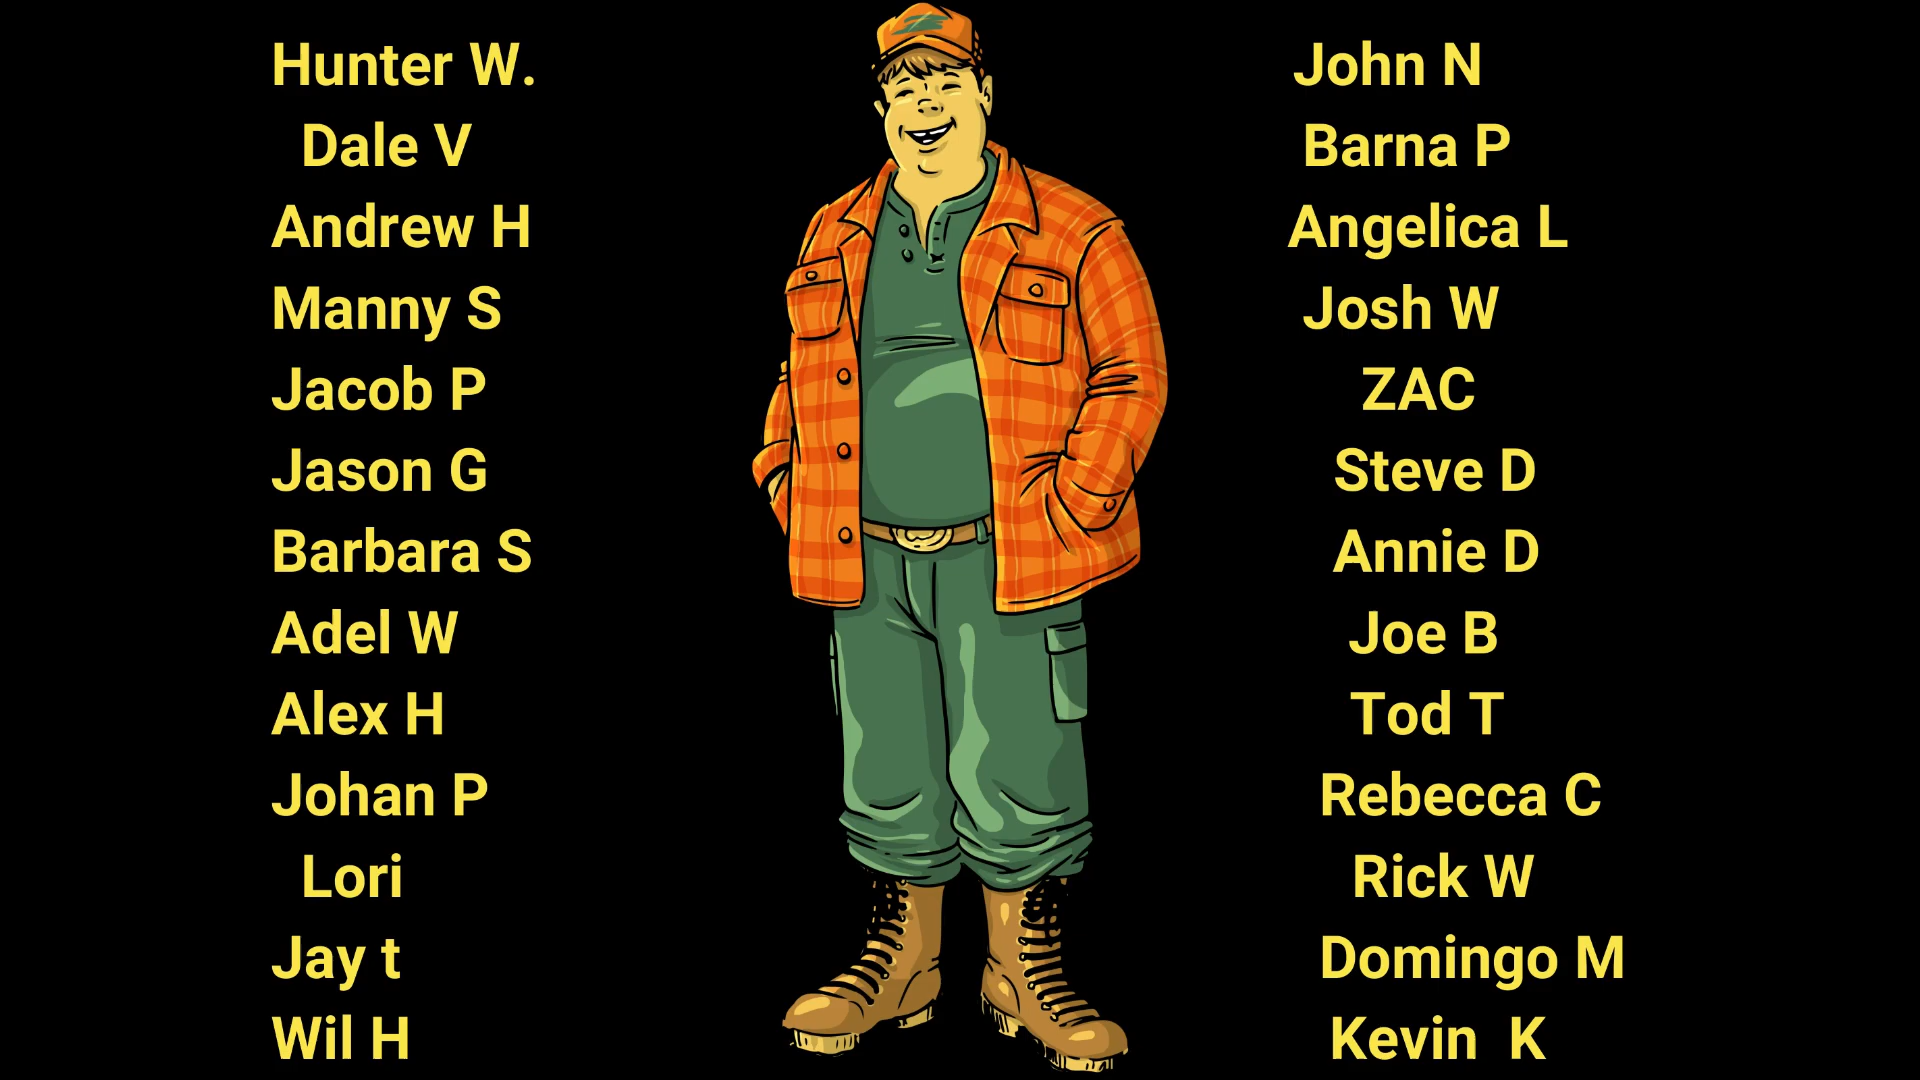 Hunter W.
Dale V
Andrew H
Manny S
Jacob P
Jason G
Barbara S
Adel W
Alex H
Johan P
Lori
Jay t
Wil H
John N
Barna P
Angelica L
Josh W
ZAC
Steve D
Annie D
Joe B
Tod T
Rebecca C
Rick W
Domingo M
Kevin  K